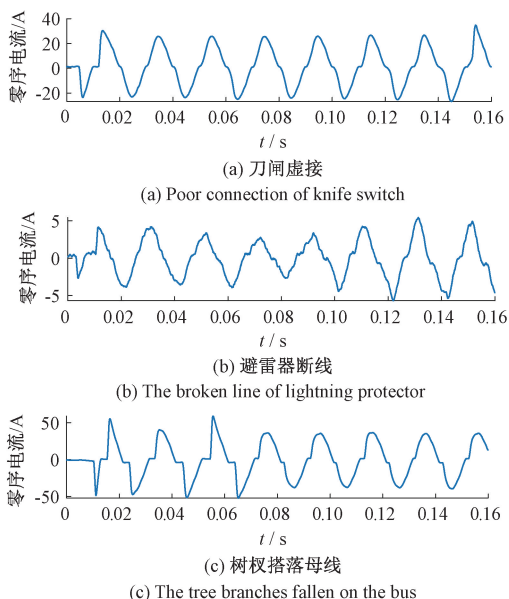 零序电流/A
40
20
0
-20
0 0.02 0.04 0.06 0.08 0.10 0.12 0.14 0.16
t / s
(a) 刀闸虚接
(a) Poor connection of knife switch
零序电流/A
5
0
-5
0 0.02 0.04 0.06 0.08 0.10 0.12 0.14 0.16
t / s
(b) 避雷器断线
(b) The broken line of lightning protector
零序电流/A
50
0
-50
0 0.02 0.04 0.06 0.08 0.10 0.12 0.14 0.16
t / s
(c) 树杈搭落母线
(c) The tree branches fallen on the bus